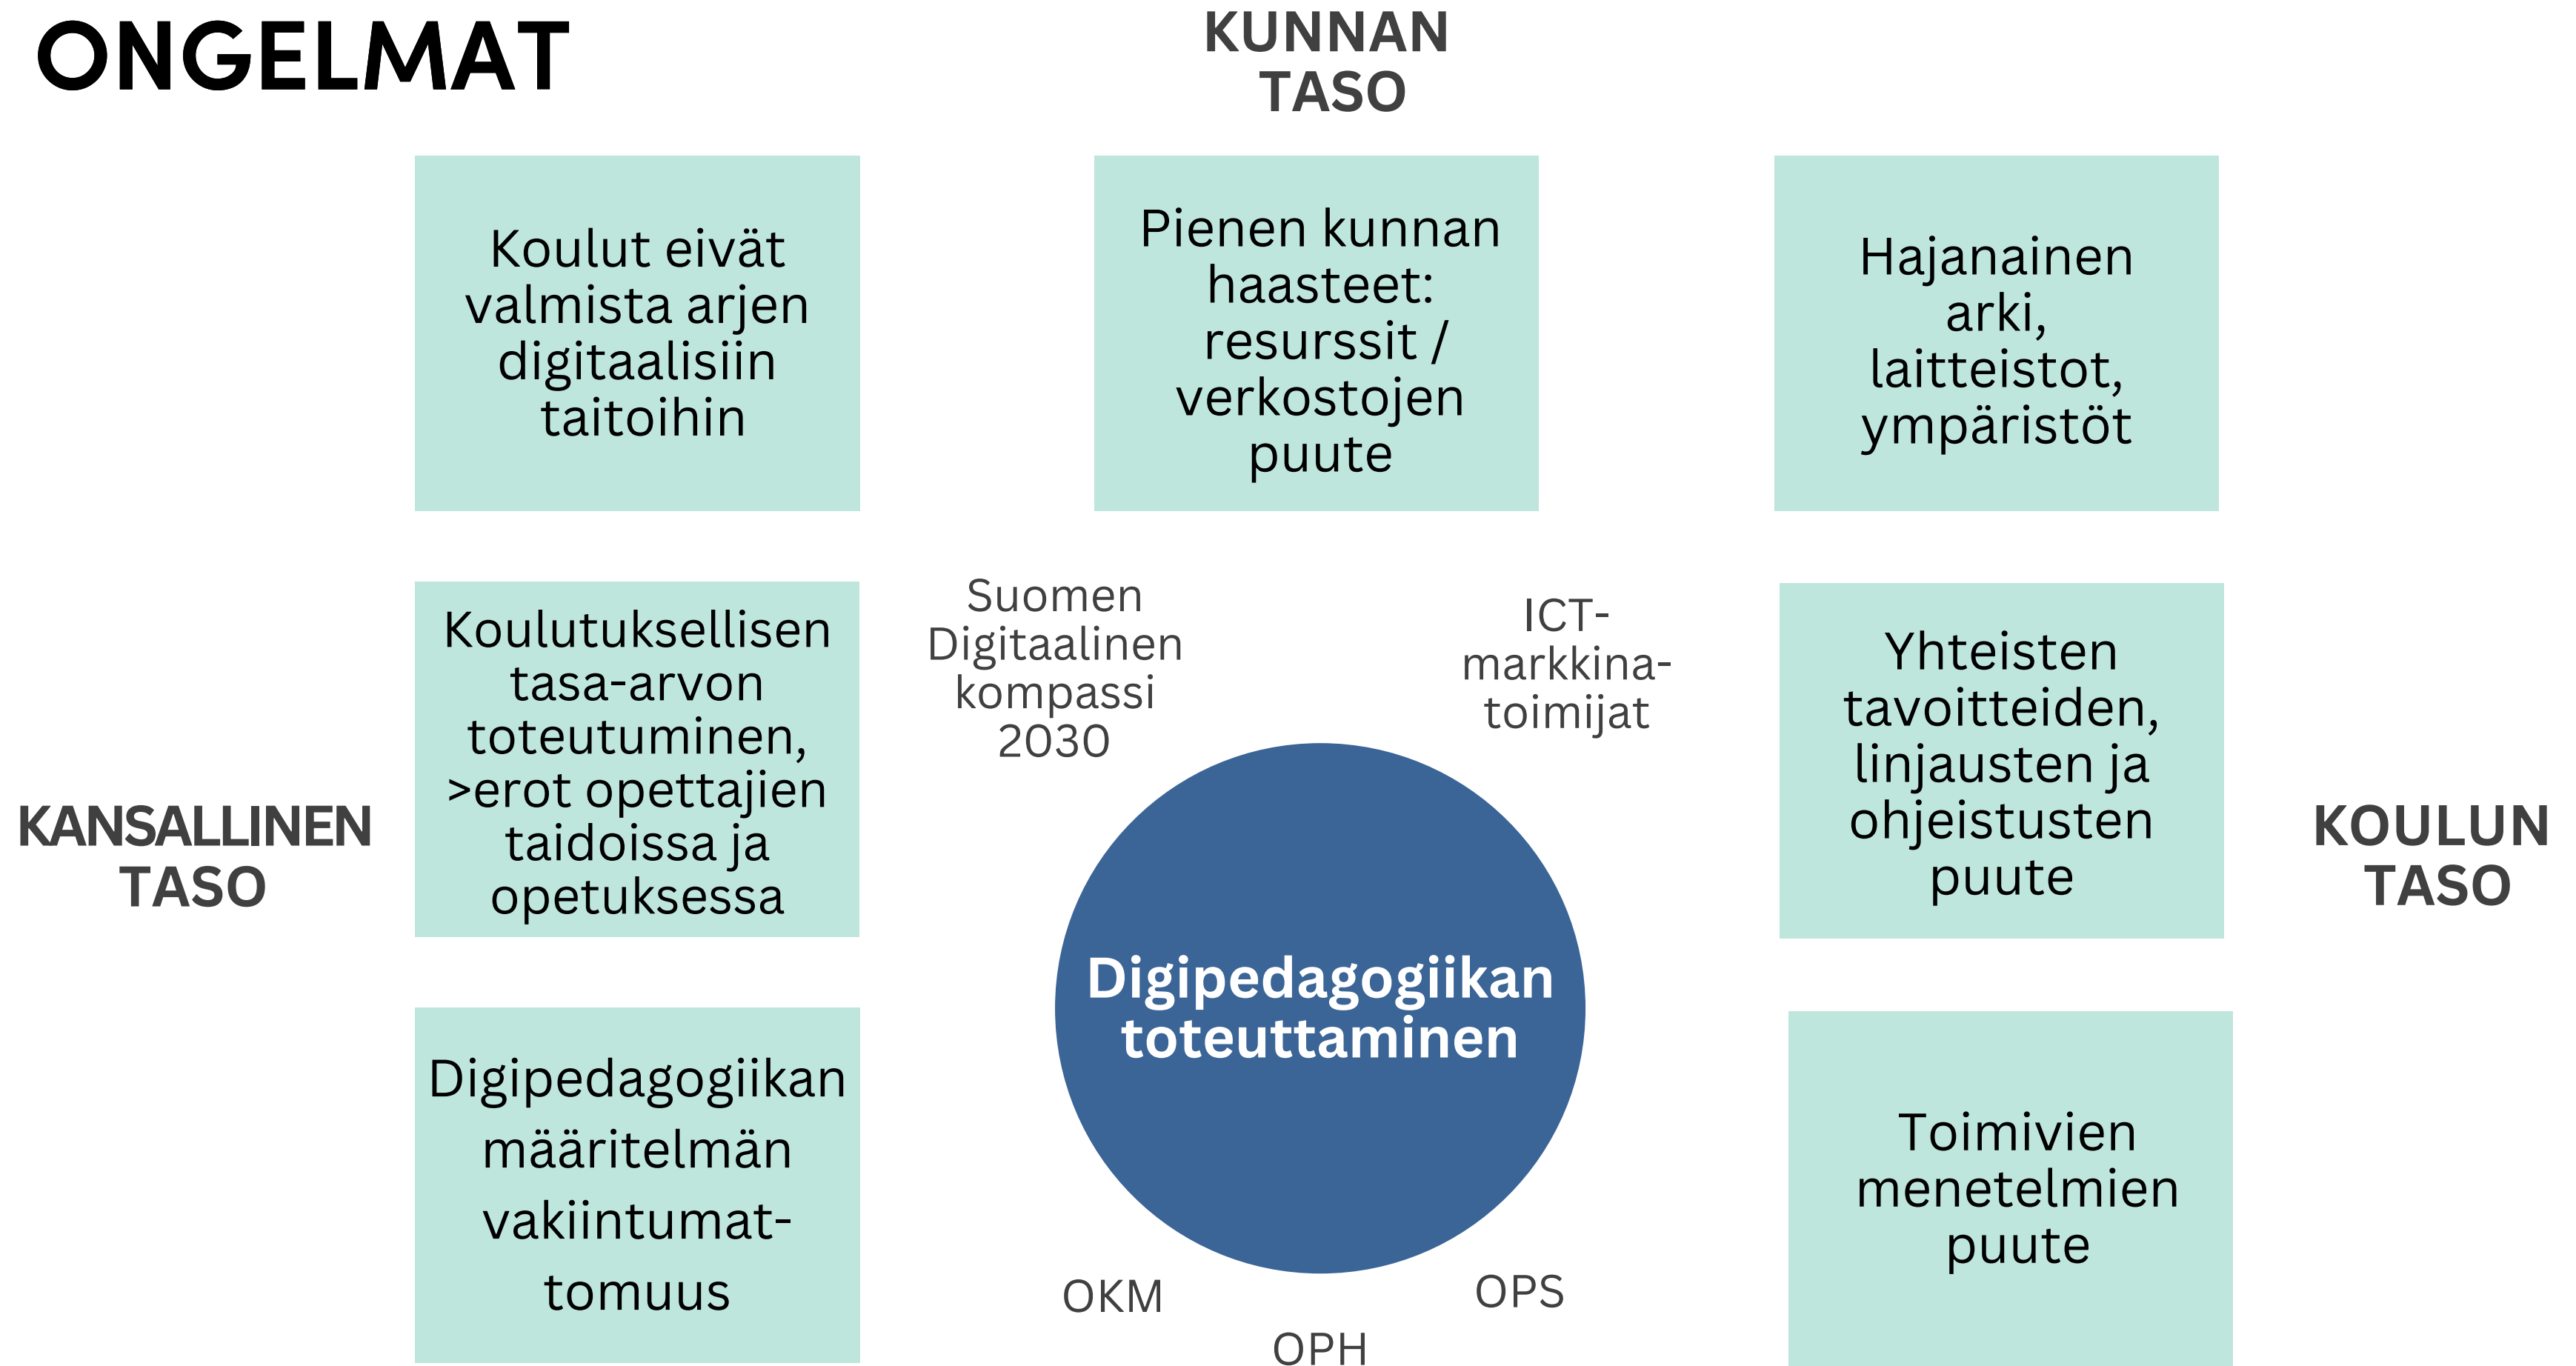 ONGELMAT
KUNNAN
TASO
Koulut eivät
valmista arjen
digitaalisiin
taitoihin
Pienen kunnan
haasteet:
resurssit /
verkostojen
puute
Hajanainen
arki,
laitteistot,
ympäristöt
KANSALLINEN
TASO
Koulutuksellisen
tasa-arvon
toteutuminen,
>erot opettajien
taidoissa ja
opetuksessa
Suomen
Digitaalinen
kompassi
2030
ICT-
markkina-
toimijat
Yhteisten
tavoitteiden,
linjausten ja
ohjeistusten
puute
KOULUN
TASO
Digipedagogiikan
toteuttaminen
Digipedagogiikan
määritelmän
vakiintumat-
tomuus
Toimivien
menetelmien
puute
OKM
OPH
OPS